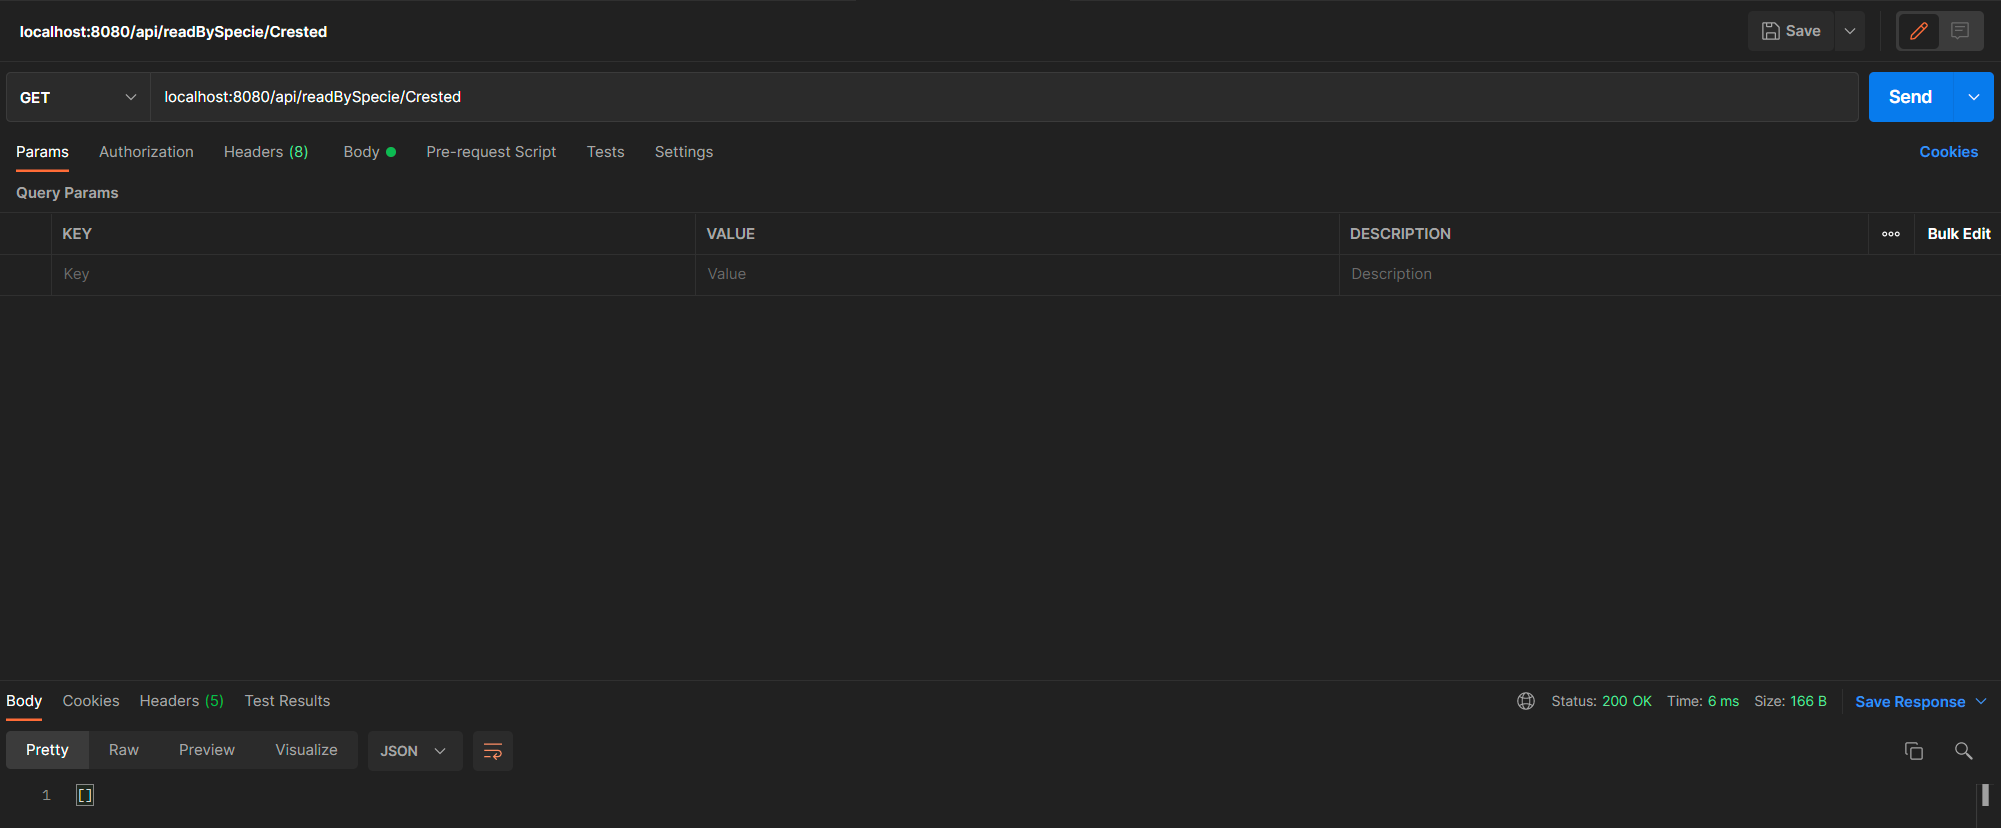 localhost:8080/api/readBySpecie/Crested
Save
GET localhost:8080/api/readBySpecie/Crested Send
Params Authorization Headers (8) Body Pre-request Script Tests Settings Cookies
Query Params
KEY VALUE DESCRIPTION Bulk Edit
Key Value Description
Body Cookies Headers (5) Test Results Status: 200 OK Time: 6 ms Size: 166 B Save Response
Pretty Raw Preview Visualize JSON
1 []